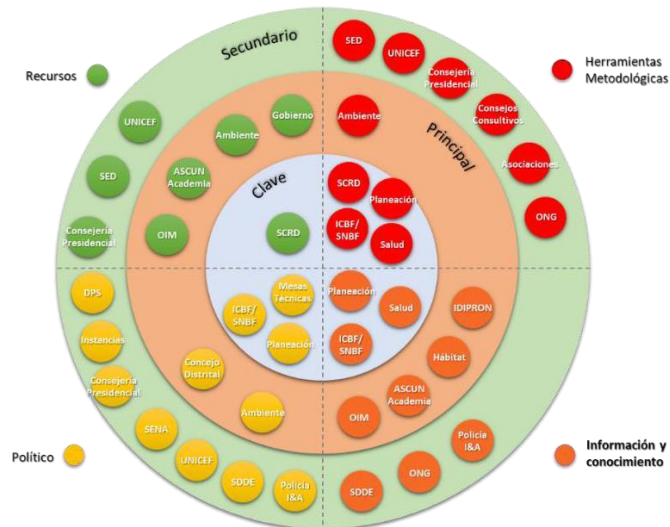 Recursos
Herramientas
Metodológicas
Político
Información y
conocimiento
Secundario
Principal
Clave
UNICEF
SED
Consejería
Presidencial
Gobierno
Ambiente
ASCUN
Academia
OIM
SCRD
SED
UNICEF
Consejería
Presidencial
Consejos
Consultivos
Asociaciones
ONG
Ambiente
SCRD
Planeación
ICBF/
SNBF
Salud
DPS
Instancias
Consejería
Presidencial
SENA
UNICEF
SDDE
Policía
I&A
Concejo
Distrital
Ambiente
Mesas
Técnicas
ICBF/
SNBF
Planeación
Planeación
Salud
ICBF/
SNBF
IDIPRON
Hábitat
ASCUN
Academia
OIM
Policía
I&A
ONG
SDDE